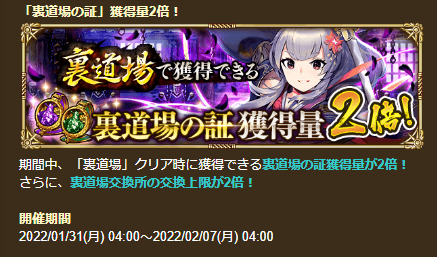 「裏道場の証」獲得量2倍！
裏道場で獲得できる
裏道場の証獲得量2倍!
期間中、「裏道場」クリア時に獲得できる裏道場の証獲得量が2倍！
さらに、裏道場交換所の交換上限が2倍！
開催期間
2022/01/31(月) 04:00～2022/02/07(月) 04:00